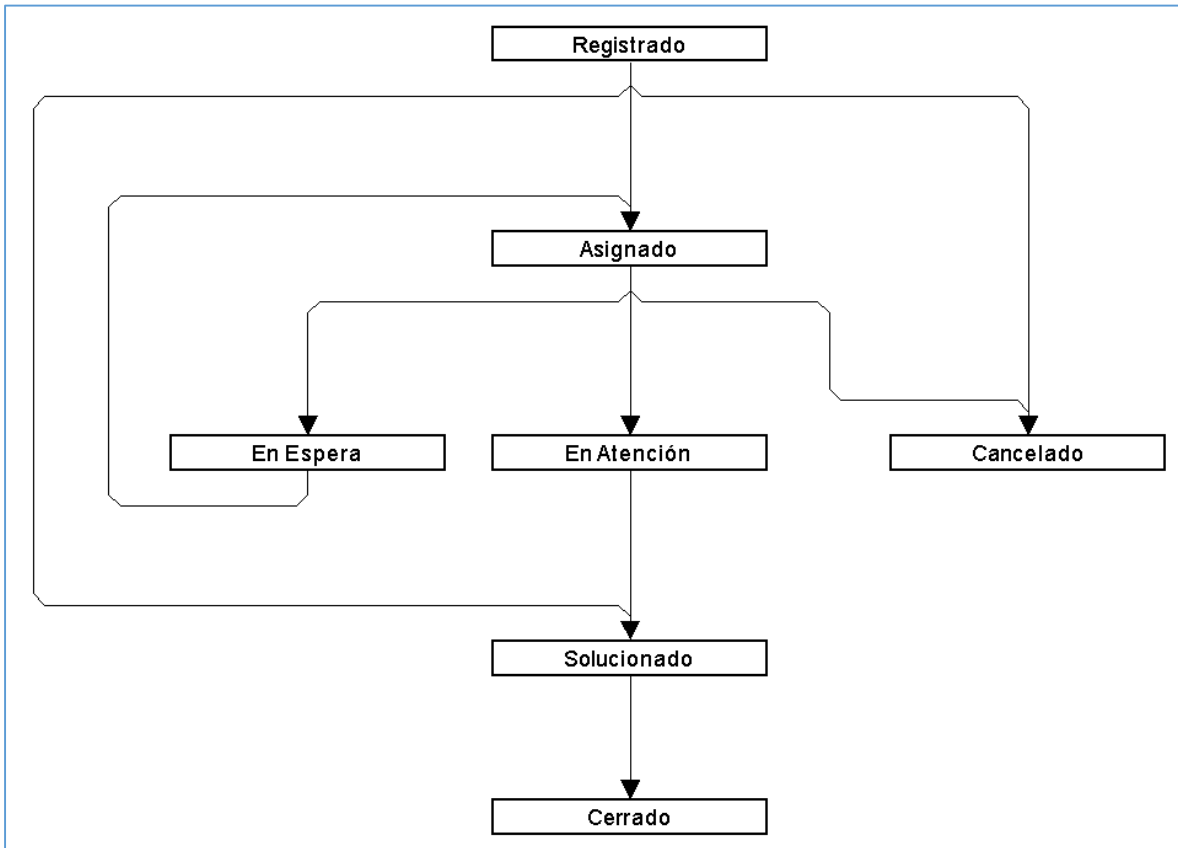 Registrado
Asignado
En Espera
En Atención
Cancelado
Solucionado
Cerrado